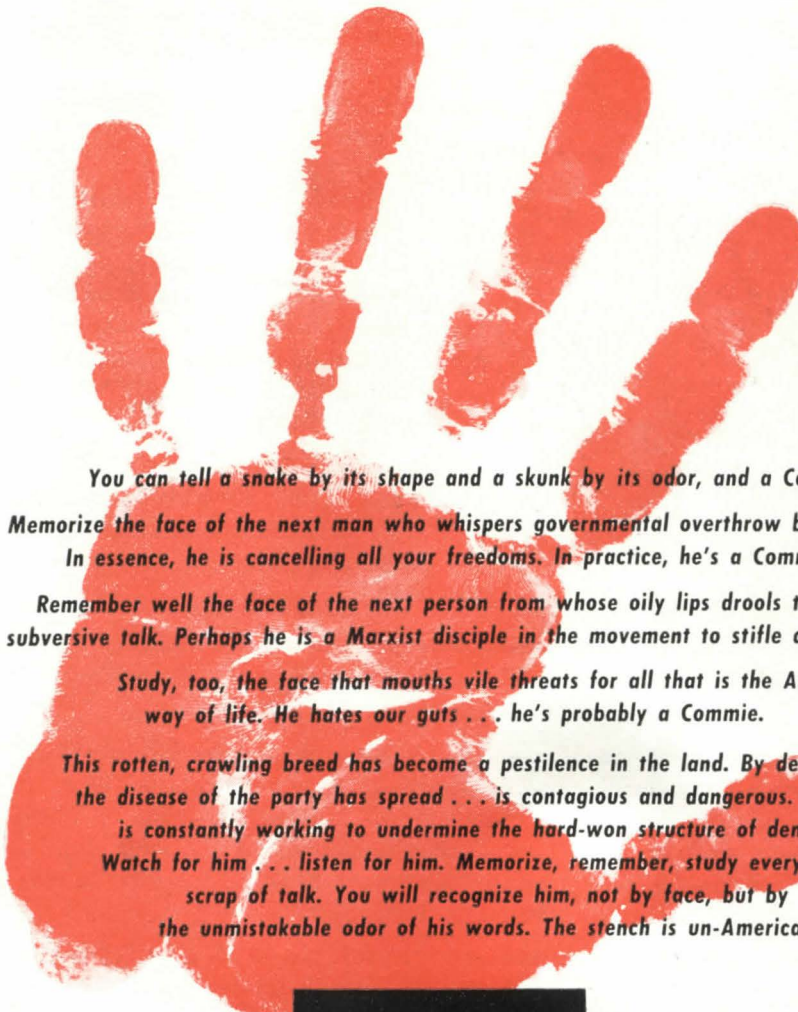 You can tell a snake by its shape and a skunk by its odor, and a
Memorize the face of the next man who whispers governmental overthrow
In essence, he is cancelling all your freedoms. In practice, he's a
Remember well the face of the next person from whose oily lips drools
subversive talk. Perhaps he is a Marxist disciple in the movement to stifle
Study, too, the face that mouths vile threats for all that is the
way of life. He hates our guts . . . he's probably a Commie.
This rotten, crawling breed has become a pestilence in the land. By
the disease of the party has spread . . . is contagious and dangerous.
is constantly working to undermine the hard-won structure of
Watch for him . . . listen for him. Memorize, remember, study every
scrap of talk. You will recognize him, not by face, but by
the unmistakable odor of his words. The stench is